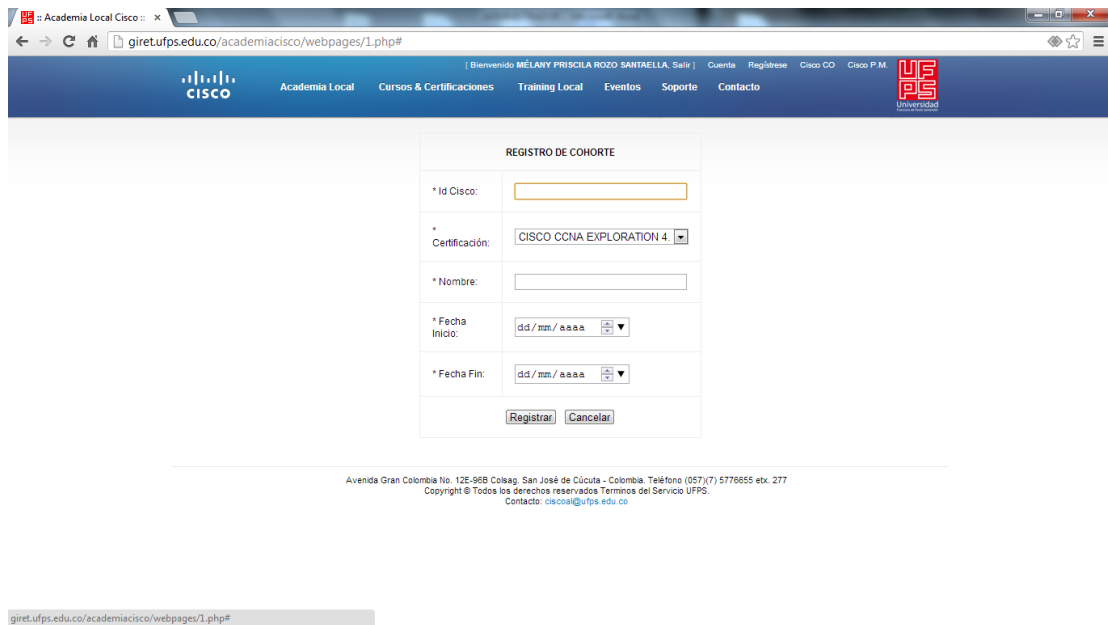 :: Academia Local Cisco ::
giret.ufps.edu.co/academiacisco/webpages/1.php#
[ Bienvenido MÉLANY PRISCILA ROZO SANTAELLA, Salir ] Cuenta Regístrese Cisco CO Cisco P.M.
CISCO
Academia Local Cursos & Certificaciones Training Local Eventos Soporte Contacto
UFPS
Universidad
REGISTRO DE COHORTE
* Id Cisco:
*
Certificación: CISCO CCNA EXPLORATION 4.
* Nombre:
* Fecha
Inicio: dd/mm/aaaa
* Fecha Fin: dd/mm/aaaa
Registrar Cancelar
Avenida Gran Colombia No. 12E-96B Colsag. San José de Cúcuta - Colombia. Teléfono (057)(7) 5776655 etx. 277
Copyright © Todos los derechos reservados Terminos del Servicio UFPS.
Contacto: ciscoal@ufps.edu.co
giret.ufps.edu.co/academiacisco/webpages/1.php#